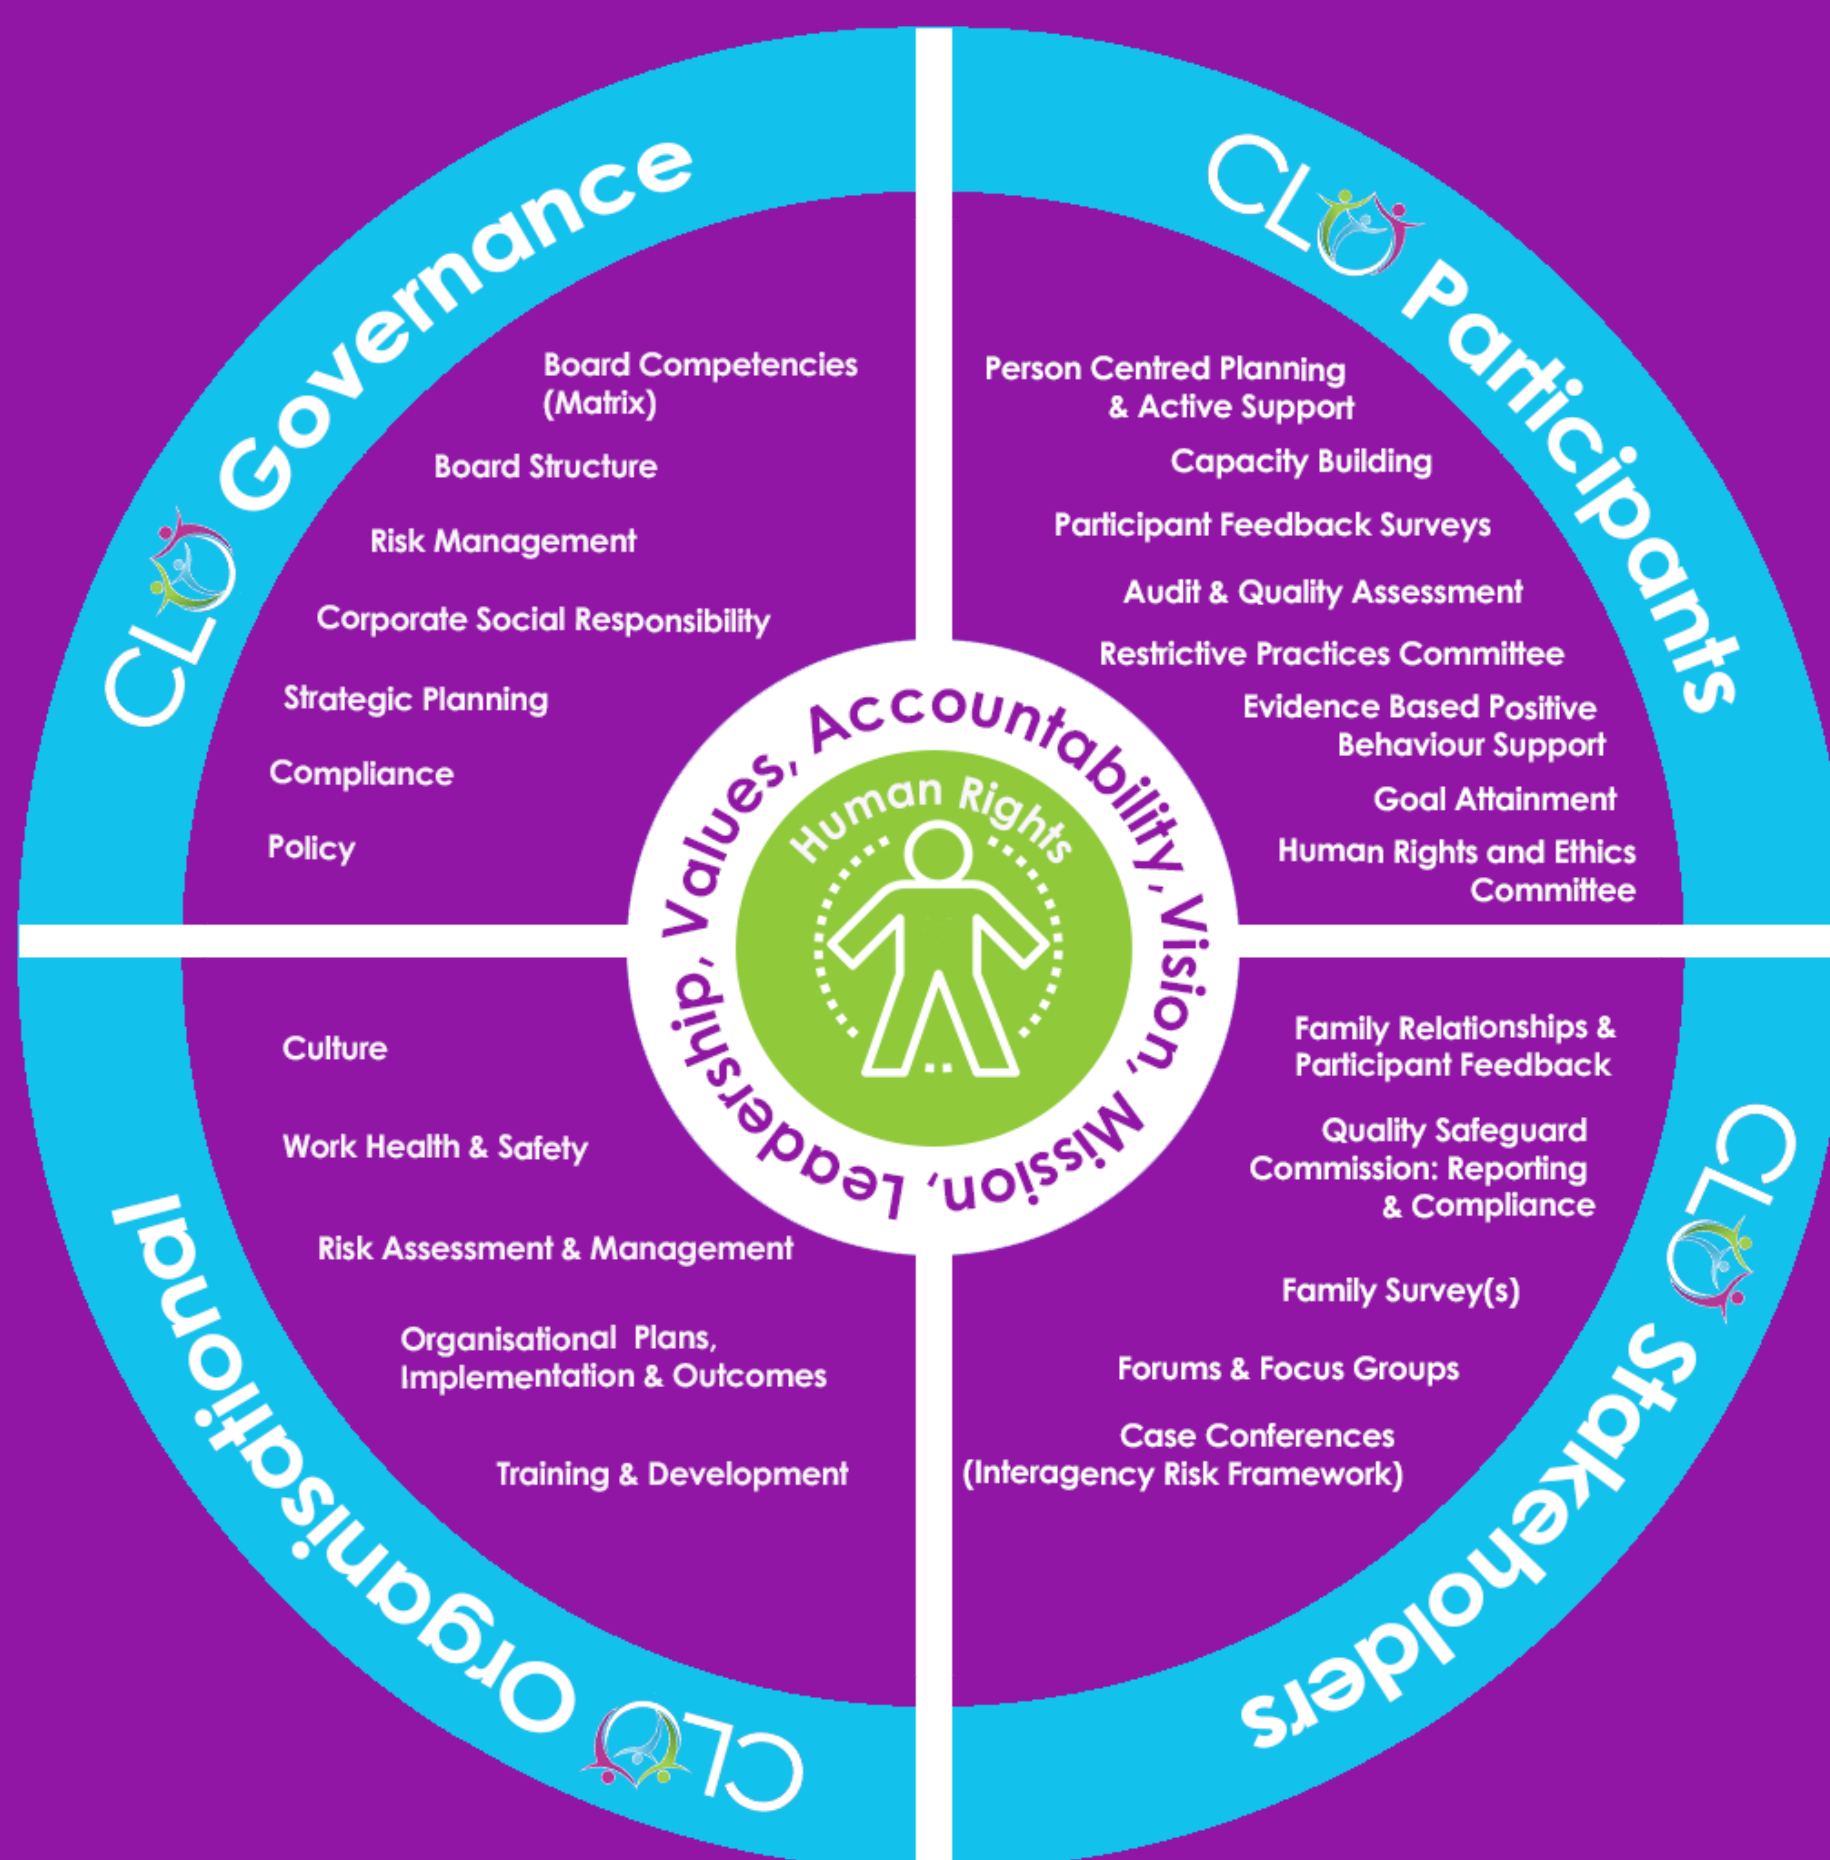 CLO Governance
Board Competencies
(Matrix)
Board Structure
Risk Management
Corporate Social Responsibility
Strategic Planning
Compliance
Policy
CLO Participants
Person Centred Planning
& Active Support
Capacity Building
Participant Feedback Surveys
Audit & Quality Assessment
Restrictive Practices Committee
Evidence Based Positive
Behaviour Support
Goal Attainment
Human Rights and Ethics
Committee
Values, Accountability, Vision, Mission, Leadership,
Human Rights
Culture
Work Health & Safety
Risk Assessment & Management
Organisational Plans,
Implementation & Outcomes
Training & Development
CLO Organisational
Family Relationships &
Participant Feedback
Quality Safeguard
Commission: Reporting
& Compliance
Family Survey(s)
Forums & Focus Groups
Case Conferences
(Interagency Risk Framework)
CLO Stakeholders